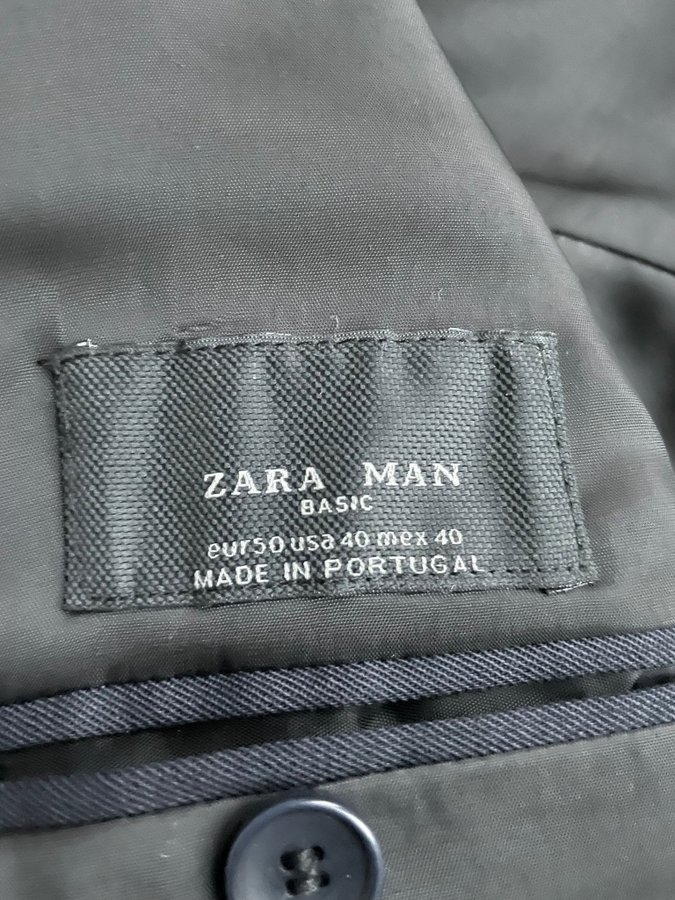 ZARA MAN
BASIC
eur50 usa 40 mex 40
MADE IN PORTUGAL